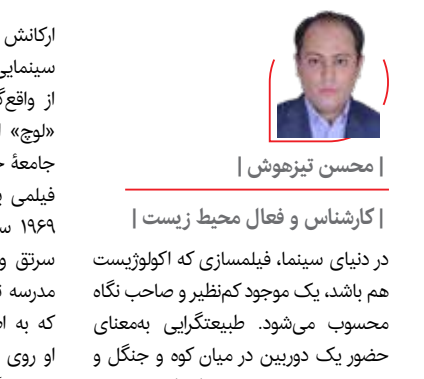 | محسن تیزهوش |
| کارشناس و فعال محیط زیست |
در دنیای سینما، فیلمسازی که اکولوژیست
هم باشد، یک موجود کم‌نظیر و صاحب نگاه
محسوب می‌شود. طبیعتگرایی به‌معنای
حضور یک دوربین در میان کوه و جنگل و
ارکانش
سینمایی
از
«لوچ»
جامعهٔ
فیلمی
۱۹۶۹
سرتق و
مدرسه
که به
او روی